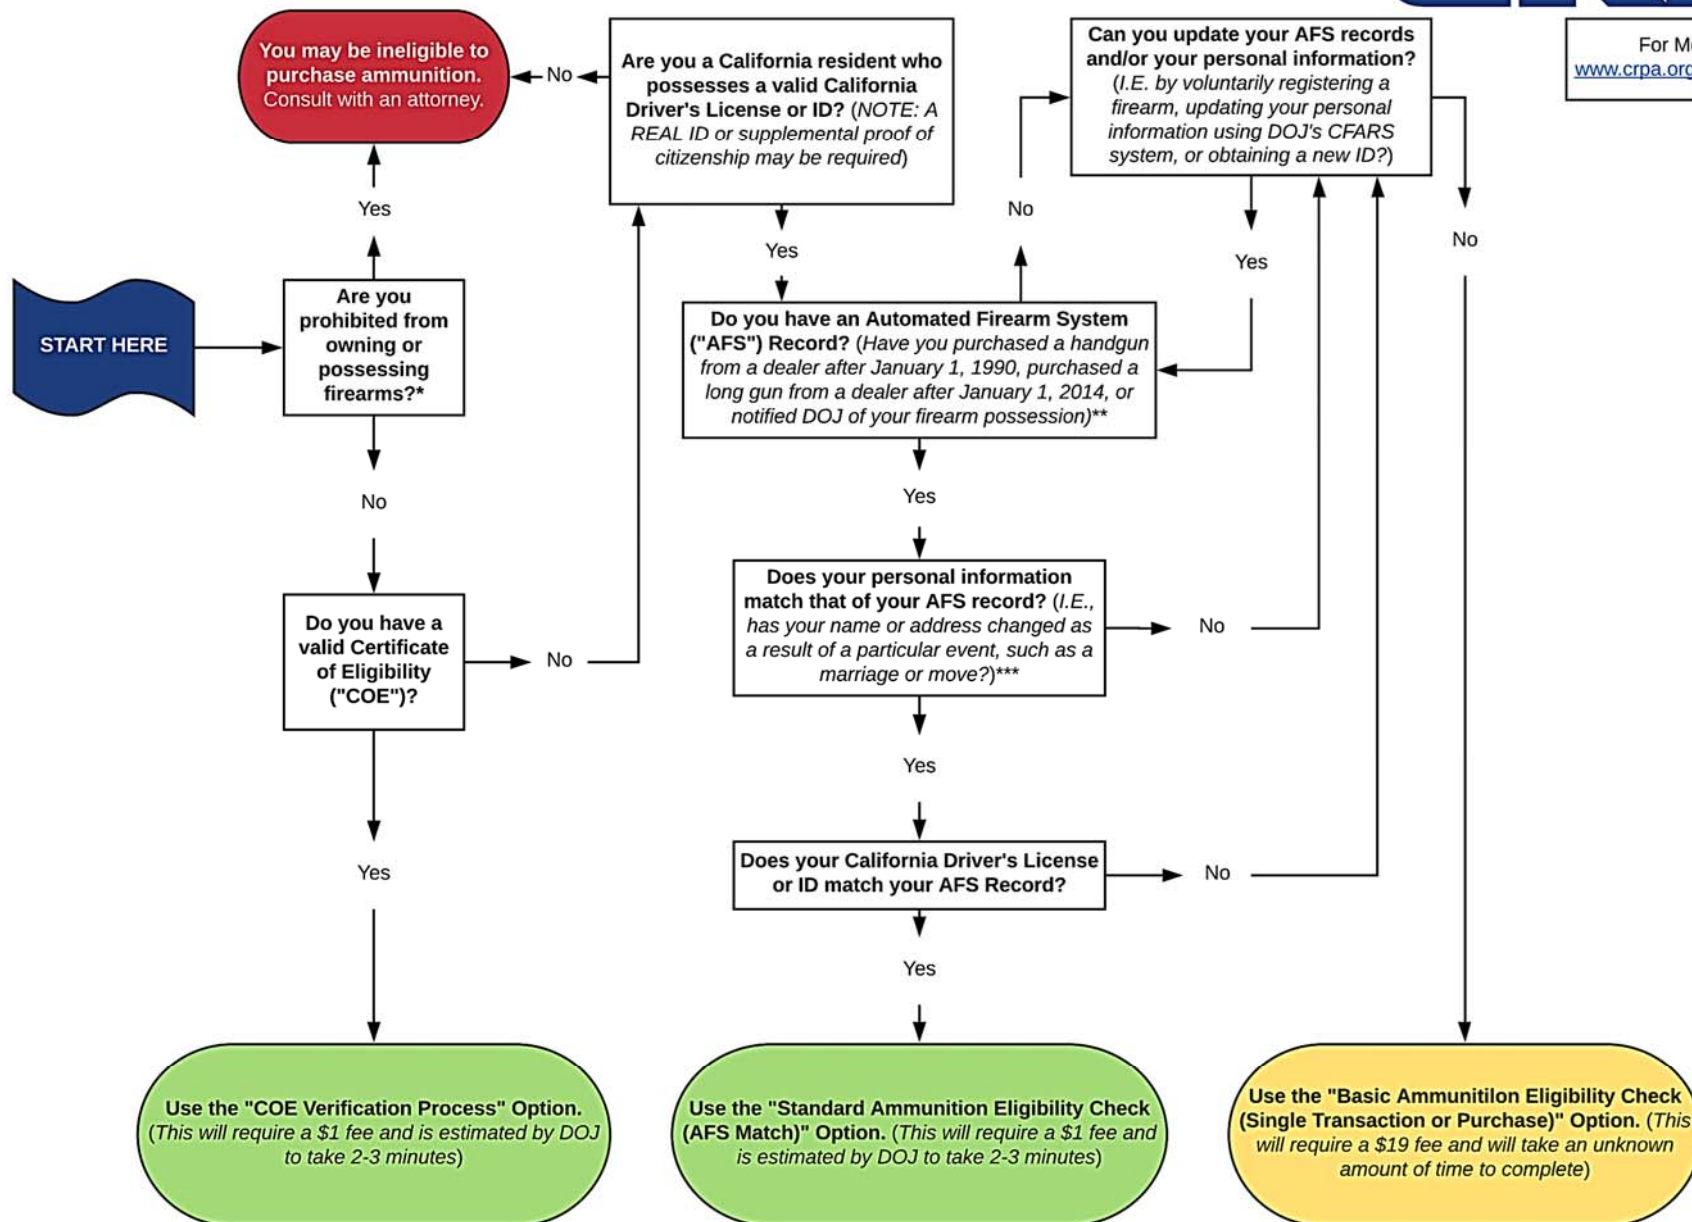 You may be ineligible to
purchase ammunition.
Consult with an attorney.
No
Are you a California resident who
possesses a valid California
Driver's License or ID? (NOTE: A
REAL ID or supplemental proof of
citizenship may be required)
Can you update your AFS records
and/or your personal information?
(I.E. by voluntarily registering a
firearm, updating your personal
information using DOJ's CFARS
system, or obtaining a new ID?)
For
www.crpa.org
Yes
Yes
No
Yes
No
START HERE
Are you
prohibited from
owning or
possessing
firearms?*
Do you have an Automated Firearm System
("AFS") Record? (Have you purchased a handgun
from a dealer after January 1, 1990, purchased a
long gun from a dealer after January 1, 2014, or
notified DOJ of your firearm possession)**
No
Yes
Do you have a
valid Certificate
of Eligibility
("COE")?
No
Does your personal information
match that of your AFS record? (I.E.,
has your name or address changed as
a result of a particular event, such as a
marriage or move?)***
No
Yes
Yes
Does your California Driver's License
or ID match your AFS Record?
No
Yes
Use the "COE Verification Process" Option.
(This will require a $1 fee and is estimated by DOJ
to take 2-3 minutes)
Use the "Standard Ammunition Eligibility Check
(AFS Match)" Option. (This will require a $1 fee and
is estimated by DOJ to take 2-3 minutes)
Use the "Basic Ammunitilon Eligibility Check
(Single Transaction or Purchase)" Option. (This
will require a $19 fee and will take an unknown
amount of time to complete)